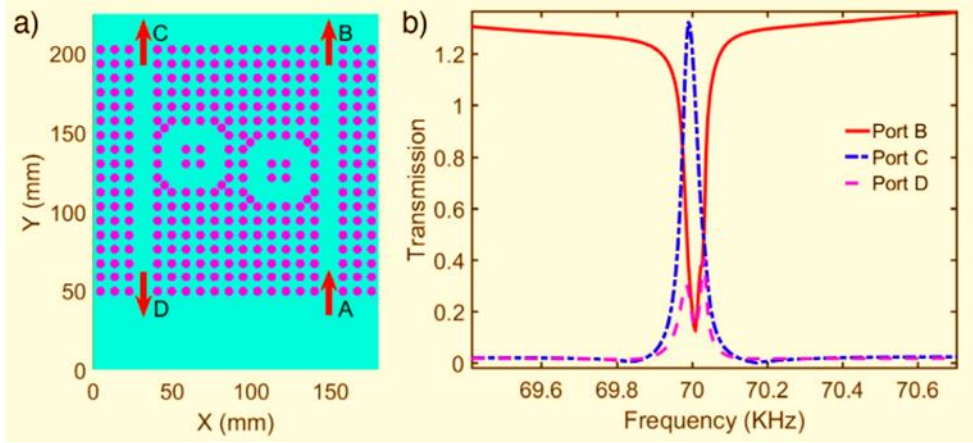 a)
C
B
200
150
100
50
0
Y (mm)
D
A
0
50
100
150
X (mm)
b)
1.2
1
0.8
0.6
0.4
0.2
0
Transmission
Port B
Port C
Port D
69.6
69.8
70
70.2
70.4
70.6
Frequency (KHz)